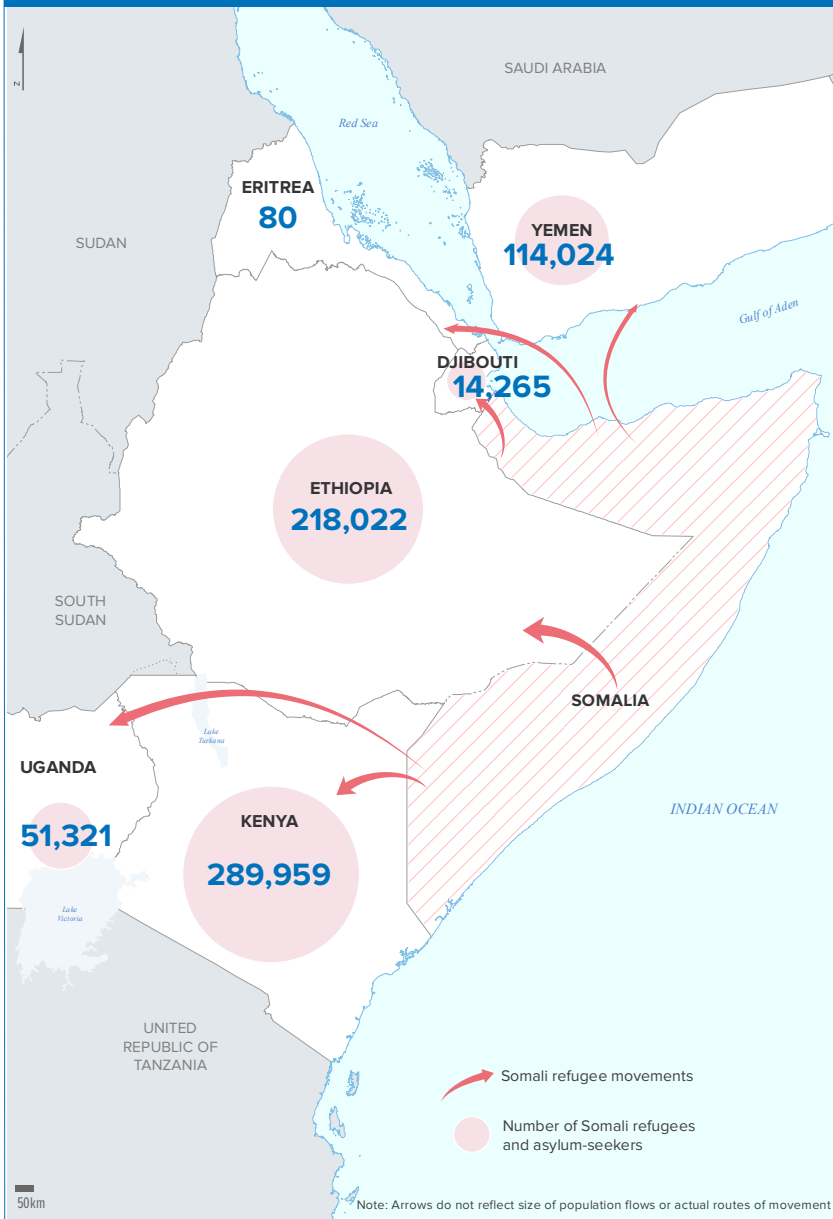 N
SAUDI ARABIA
Red Sea
ERITREA
80
YEMEN
114,024
SUDAN
Gulf of Aden
DJIBOUTI
14,265
ETHIOPIA
218,022
SOUTH
SUDAN
SOMALIA
Lake
Turkana
UGANDA
51,321
KENYA
289,959
INDIAN OCEAN
Lake
Victoria
UNITED
REPUBLIC OF
TANZANIA
Somali refugee movements
Number of Somali refugees
and asylum-seekers
50km
Note: Arrows do not reflect size of population flows or actual routes of movement